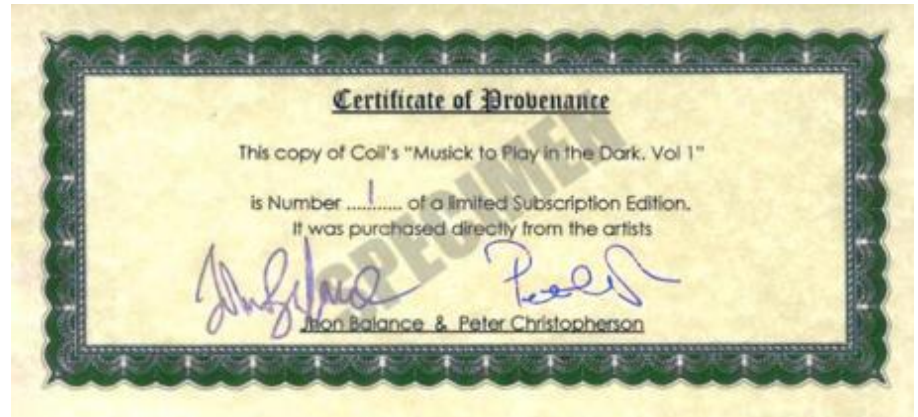 Certificate of Provenance
This copy of Coil's "Musick to Play in the Dark. Vol 1"
is Number ....1....... of a limited Subscription Edition.
It was purchased directly from the artists
SPECIMEN
Jhon Balance & Peter Christopherson